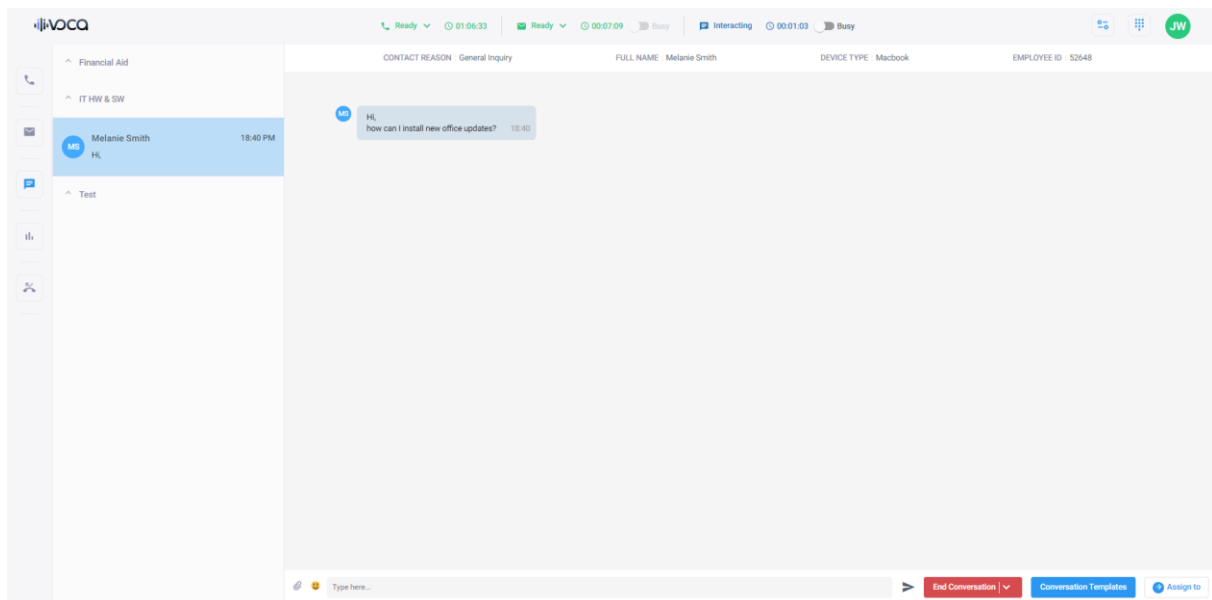 VOCA
Ready 01:06:33 Ready 00:07:09 Busy Interacting 00:01:03 Busy JW
Financial Aid
CONTACT REASON : General Inquiry FULL NAME : Melanie Smith DEVICE TYPE : Macbook EMPLOYEE ID : 52648
IT HW & SW
MS Melanie Smith 18:40 PM
Hi,
Test
MS Hi,
how can I install new office updates? 18:40
Type here...
End Conversation
Conversation Templates
Assign to